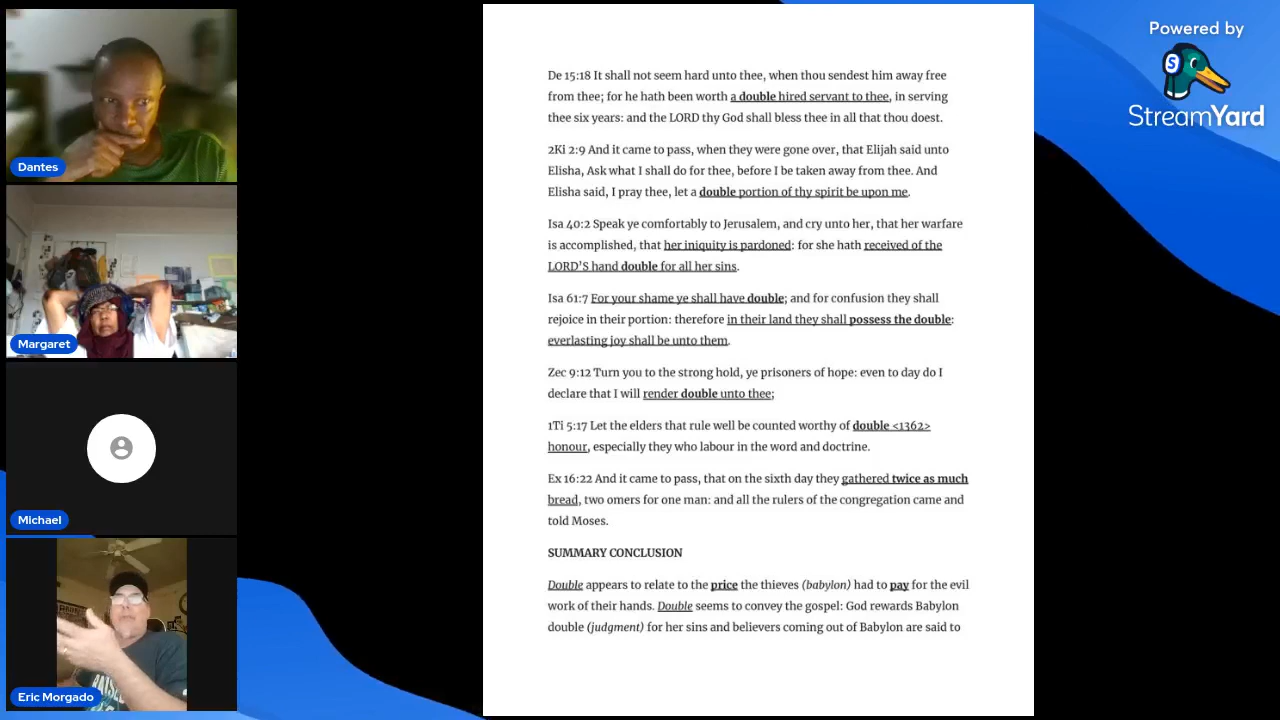 Dantes
Margaret
Michael
Eric Morgado
De 15:18 It shall not seem hard unto thee, when thou sendest him away free
from thee; for he hath been worth a double hired servant to thee, in serving
thee six years: and the LORD thy God shall bless thee in all that thou doest.
2Ki 2:9 And it came to pass, when they were gone over, that Elijah said unto
Elisha, Ask what I shall do for thee, before I be taken away from thee. And
Elisha said, I pray thee, let a double portion of thy spirit be upon me.
Isa 40:2 Speak ye comfortably to Jerusalem, and cry unto her, that her warfare
is accomplished, that her iniquity is pardoned: for she hath received of the
LORD'S hand double for all her sins.
Isa 61:7 For your shame ye shall have double; and for confusion they shall
rejoice in their portion: therefore in their land they shall possess the double:
everlasting joy shall be unto them.
Zec 9:12 Turn you to the strong hold, ye prisoners of hope: even to day do I
declare that I will render double unto thee;
1Ti 5:17 Let the elders that rule well be counted worthy of double <1362>
honour, especially they who labour in the word and doctrine.
Ex 16:22 And it came to pass, that on the sixth day they gathered twice as much
bread, two omers for one man: and all the rulers of the congregation came and
told Moses.
SUMMARY CONCLUSION
Double appears to relate to the price the thieves (babylon) had to pay for the evil
work of their hands. Double seems to convey the gospel: God rewards Babylon
double (judgment) for her sins and believers coming out of Babylon are said to
Powered by
S
StreamYard